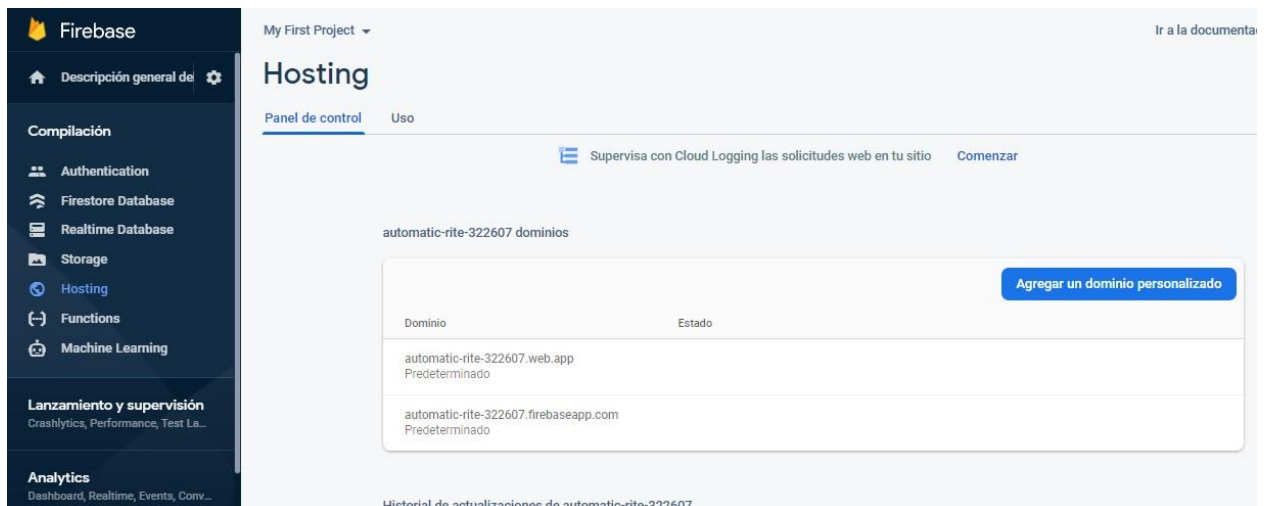 Firebase
Descripción general de
Compilación
Authentication
Firestore Database
Realtime Database
Storage
Hosting
Functions
Machine Learning
Lanzamiento y supervisión
Crashlytics, Performance, Test La...
Analytics
Dashboard, Realtime, Events, Conv...
My First Project
Ir a la documenta
Hosting
Panel de control Uso
Supervisa con Cloud Logging las solicitudes web en tu sitio Comenzar
automatic-rite-322607 dominios
Agregar un dominio personalizado
Dominio Estado
automatic-rite-322607.web.app
Predeterminado
automatic-rite-322607.firebaseapp.com
Predeterminado
Historial de actualizaciones de automatic-rite-322607